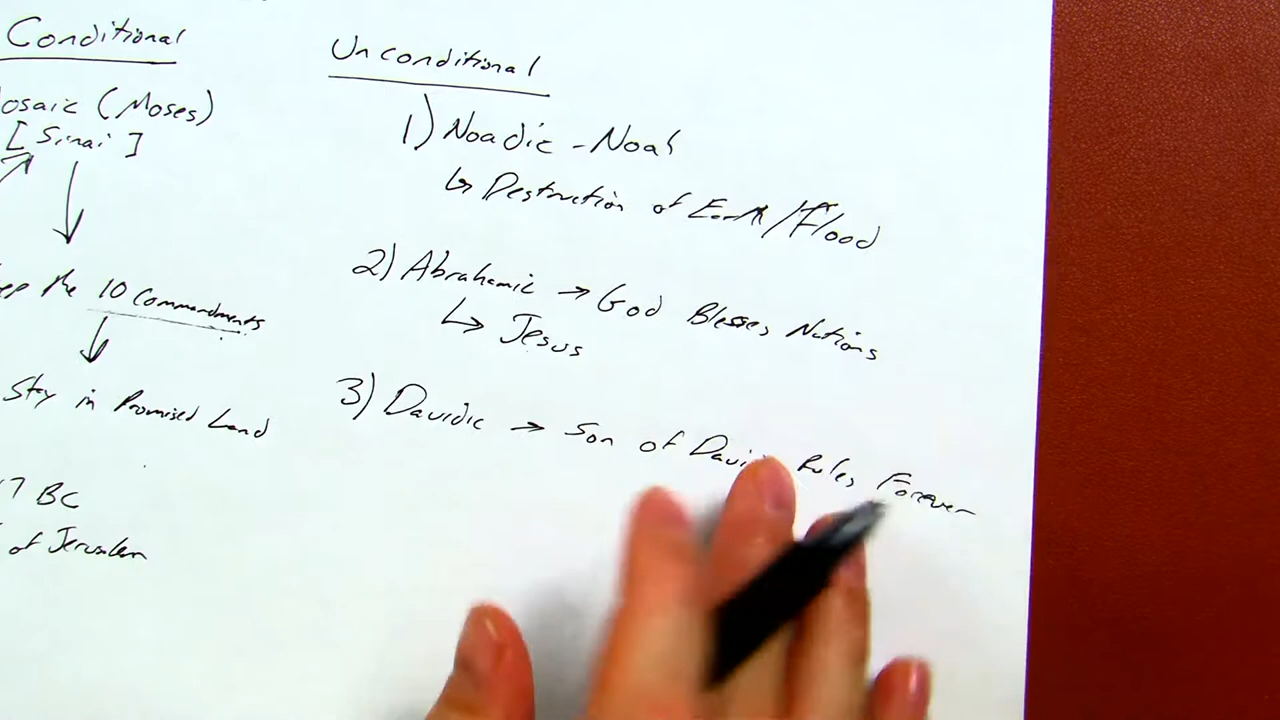 Conditional
osaic (Moses)
[Sinai]
ep the 10 Commandments
Stay in Promised Land
7 BC
of Jerusalem
Unconditional
1) Noadic - Noah
↳ Destruction of Earth/Flood
2) Abrahamic → God Blesses Nations
↳ Jesus
3) Davidic → Son of Davi Rules Forever